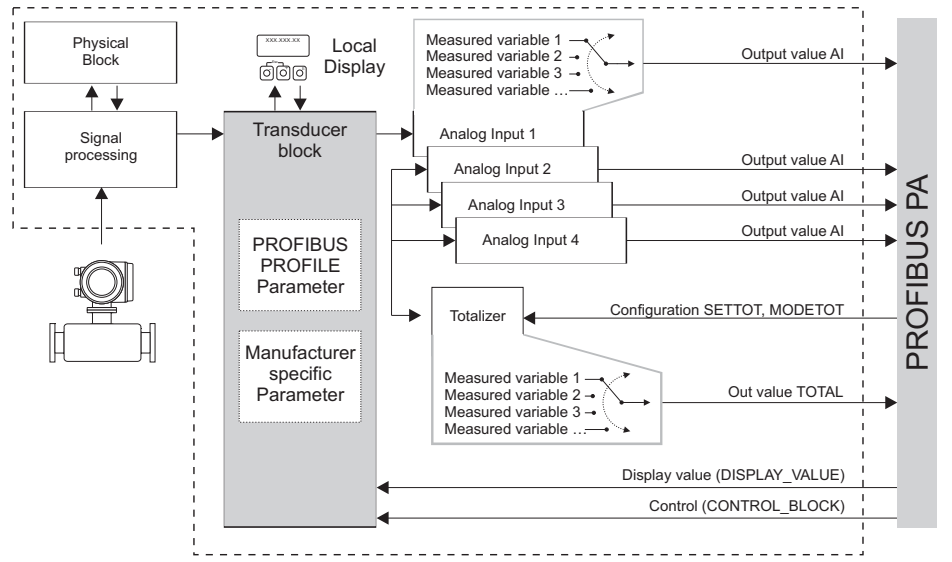 Physical
Block
Signal
processing
XXX.XXX.XX
Local
Display
Transducer
block
PROFIBUS
PROFILE
Parameter
Manufacturer
specific
Parameter
Measured variable 1
Measured variable 2
Measured variable 3
Measured variable …
Analog Input 1
Analog Input 2
Analog Input 3
Analog Input 4
Output value AI
Output value AI
Output value AI
Output value AI
Totalizer
Configuration SETTOT, MODETOT
Measured variable 1
Measured variable 2
Measured variable 3
Measured variable …
Out value TOTAL
Display value (DISPLAY_VALUE)
Control (CONTROL_BLOCK)
PROFIBUS PA